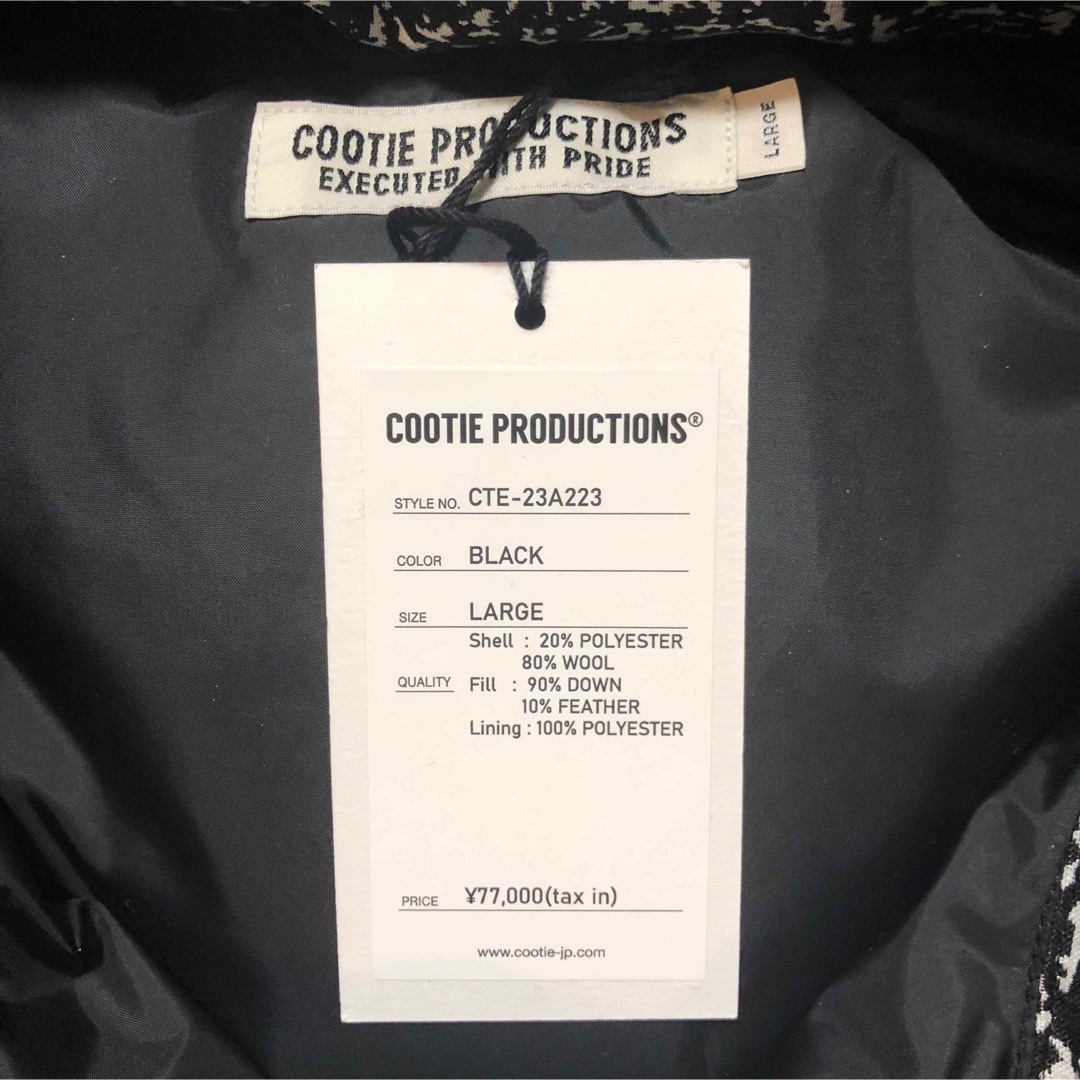 COOTIE PRODUCTIONS
EXECUTED WITH PRIDE
LARGE
COOTIE PRODUCTIONS®
STYLE NO. CTE-23A223
COLOR BLACK
SIZE LARGE
Shell : 20% POLYESTER
80% WOOL
QUALITY Fill : 90% DOWN
10% FEATHER
Lining : 100% POLYESTER
PRICE ¥77,000(tax in)
www.cootie-jp.com